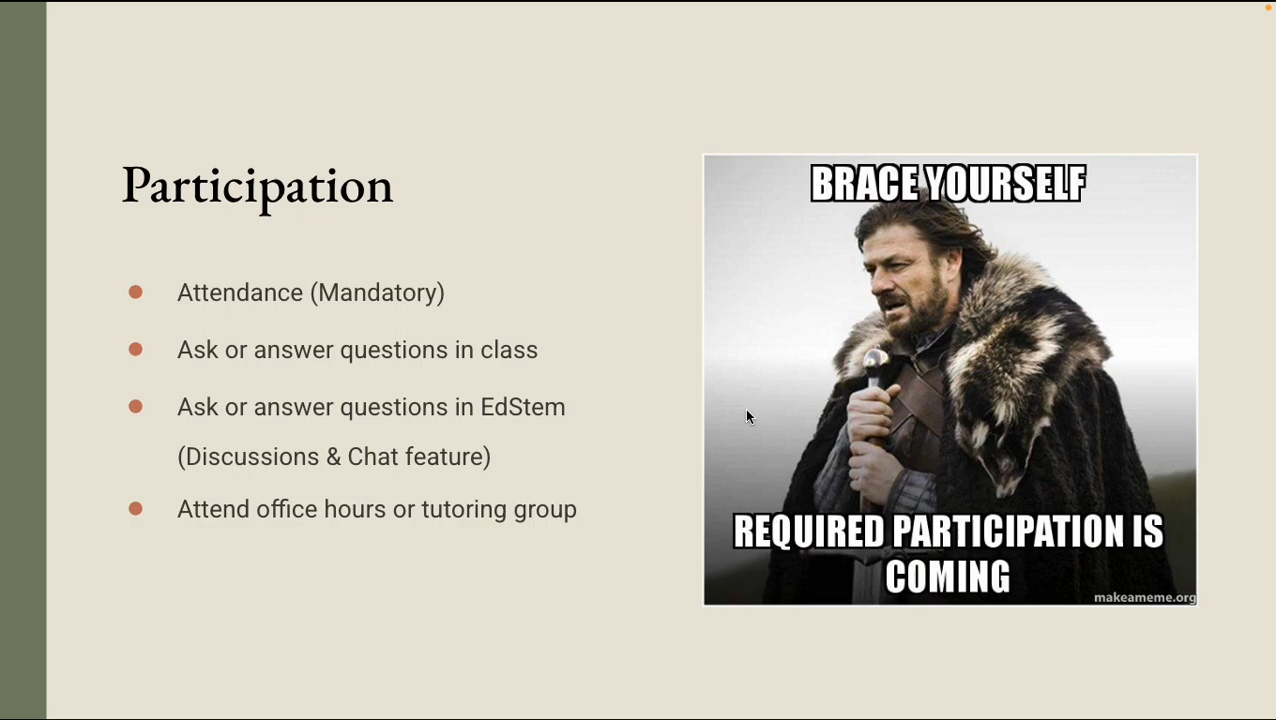 Participation
Attendance (Mandatory)
Ask or answer questions in class
Ask or answer questions in EdStem
(Discussions & Chat feature)
Attend office hours or tutoring group
BRACE YOURSELF
REQUIRED PARTICIPATION IS
COMING
makeameme.org